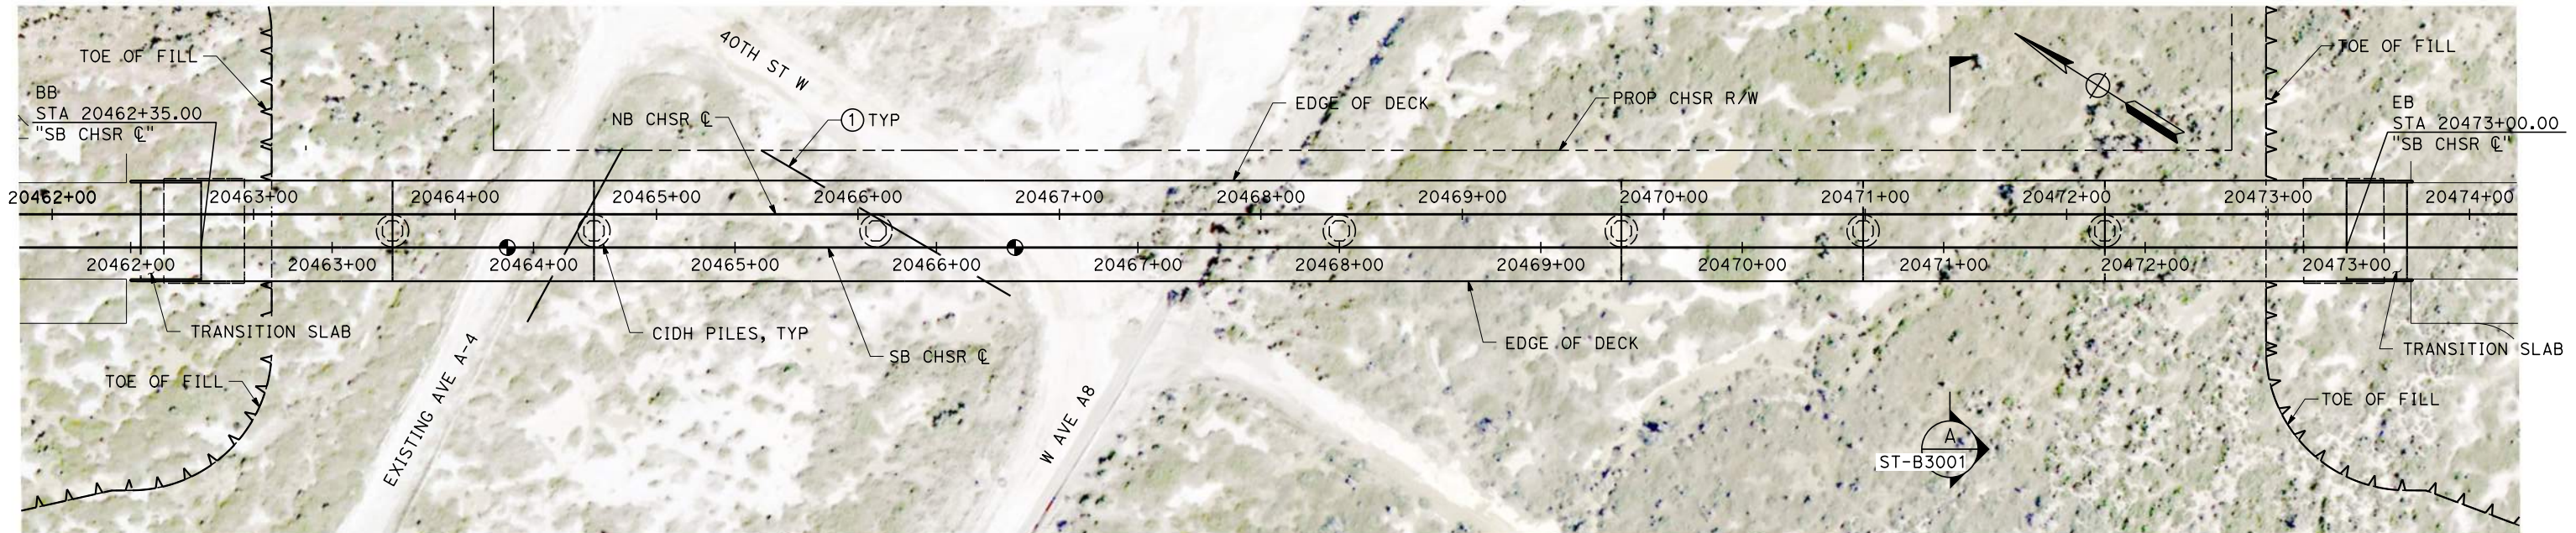 40TH ST W
TOE OF FILL
TOE OF FILL
BB
STA 20462+35.00
"SB CHSR ℄"
NB CHSR ℄
1 TYP
EDGE OF DECK
PROP CHSR R/W
EB
STA 20473+00.00
"SB CHSR ℄"
20462+00 20463+00 20464+00 20465+00 20466+00 20467+00 20468+00 20469+00 20470+00 20471+00 20472+00 20473+00 20474+00
20462+00 20463+00 20464+00 20465+00 20466+00 20467+00 20468+00 20469+00 20470+00 20471+00 20472+00 20473+00
TRANSITION SLAB
CIDH PILES, TYP
SB CHSR ℄
EDGE OF DECK
TRANSITION SLAB
TOE OF FILL
EXISTING AVE A-4
W AVE A8
TOE OF FILL
A
ST-B3001